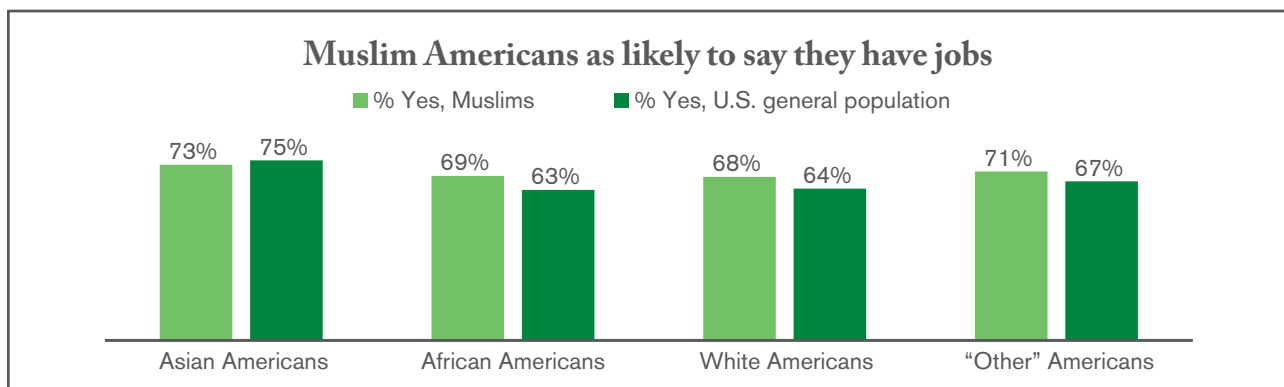 Muslim Americans as likely to say they have jobs
% Yes, Muslims % Yes, U.S. general population
73% 75% 69% 63% 68% 64% 71% 67%
Asian Americans African Americans White Americans “Other” Americans